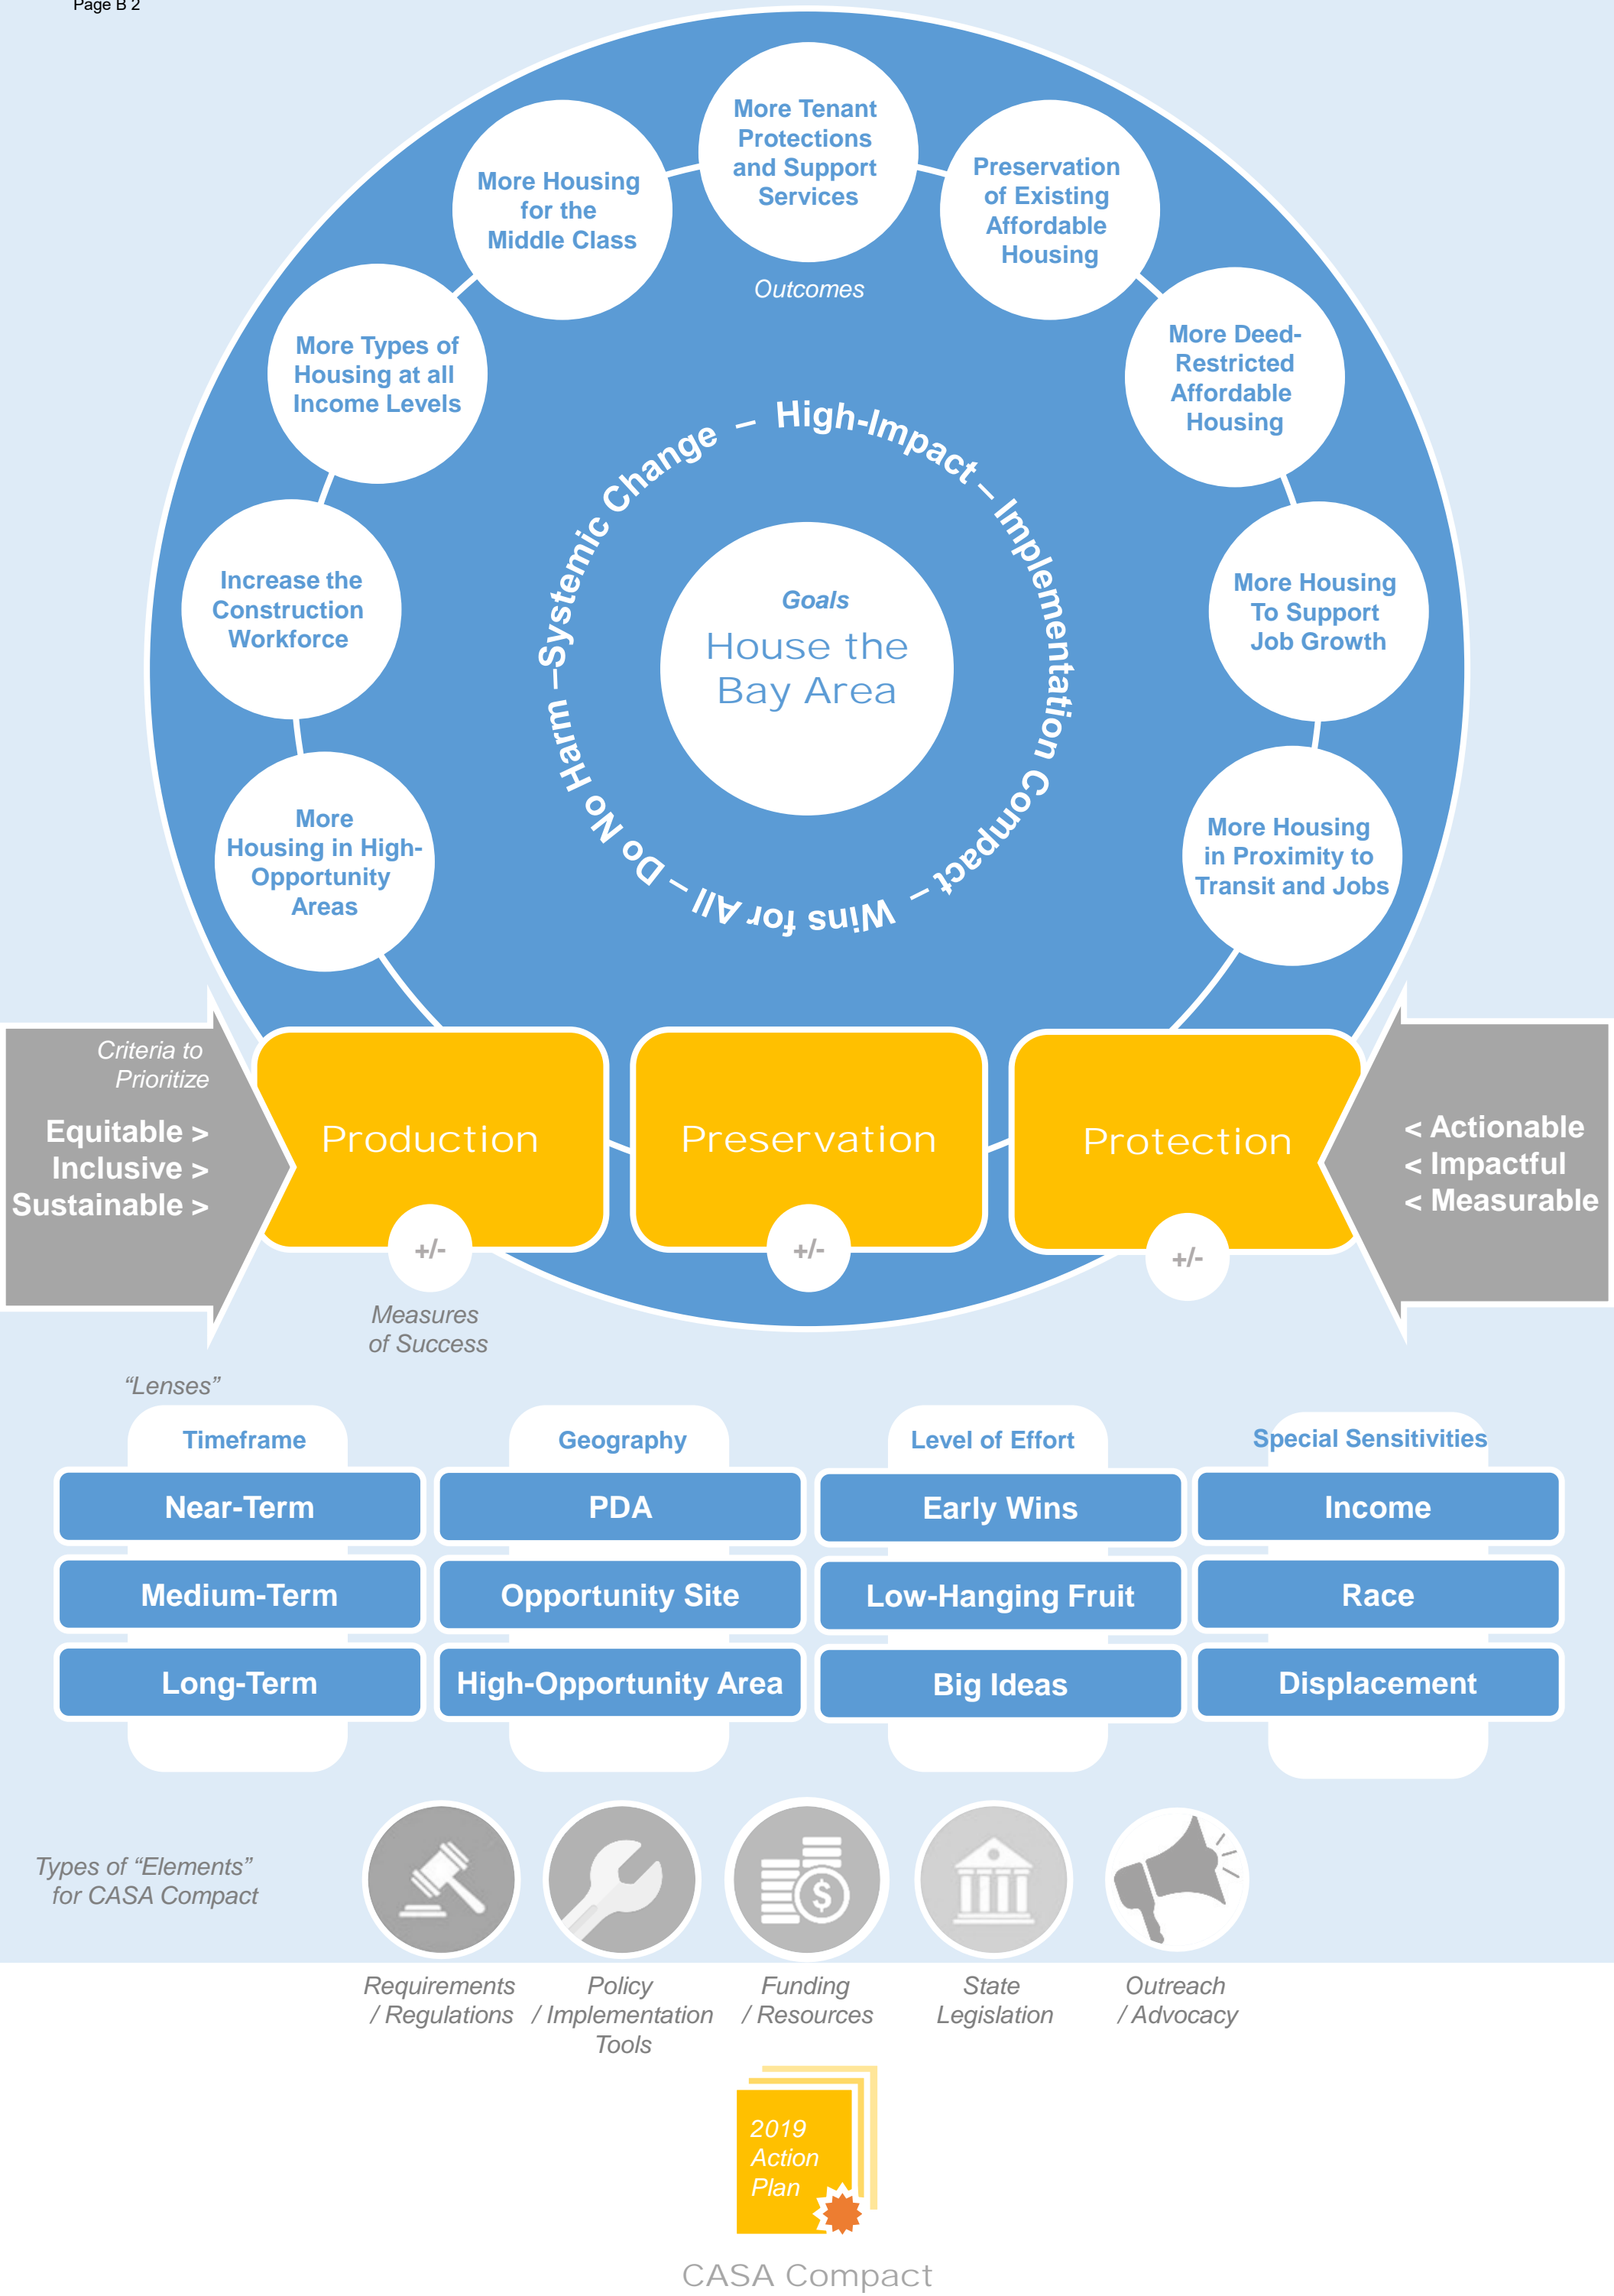 Page B 2
More Tenant
Protections
and Support
Services
More Housing
for the
Middle Class
Preservation
of Existing
Affordable
Housing
Outcomes
More Types of
Housing at all
Income Levels
More Deed-
Restricted
Affordable
Housing
Increase the
Construction
Workforce
More Housing
To Support
Job Growth
More
Housing in High-
Opportunity
Areas
More Housing
in Proximity to
Transit and Jobs
High-Impact – Implementation Compact – Wins for All – Do No Harm –Systemic Change –
Goals
House the
Bay Area
Criteria to
Prioritize
Equitable >
Inclusive >
Sustainable >
Production
Preservation
Protection
< Actionable
< Impactful
< Measurable
+/-
+/-
+/-
Measures
of Success
“Lenses”
Timeframe
Near-Term
Medium-Term
Long-Term
Geography
PDA
Opportunity Site
High-Opportunity Area
Level of Effort
Early Wins
Low-Hanging Fruit
Big Ideas
Special Sensitivities
Income
Race
Displacement
Types of “Elements”
for CASA Compact
$
Requirements
/ Regulations
Policy
/ Implementation
Tools
Funding
/ Resources
State
Legislation
Outreach
/ Advocacy
2019
Action
Plan
CASA Compact